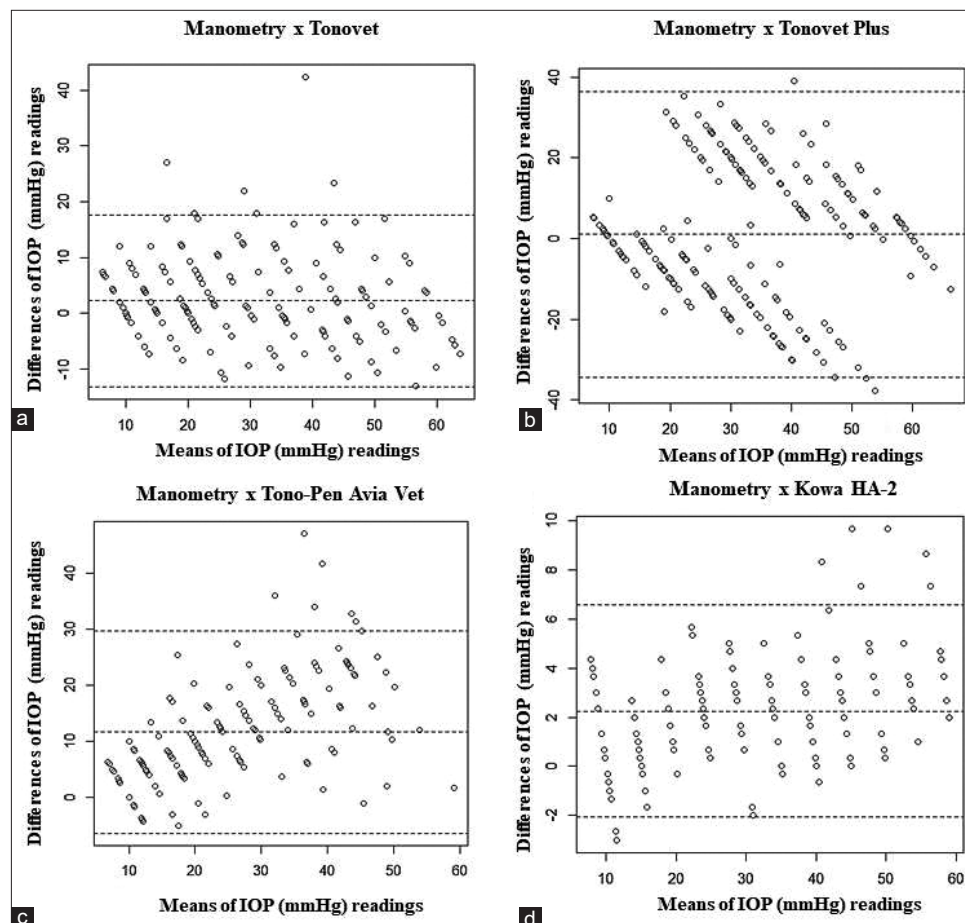 Manometry x Tonovet
Differences of IOP (mmHg) readings
40
30
20
10
0
-10
10 20 30 40 50 60
Means of IOP (mmHg) readings
a
Manometry x Tonovet Plus
Differences of IOP (mmHg) readings
40
20
0
-20
-40
10 20 30 40 50 60
Means of IOP (mmHg) readings
b
Manometry x Tono-Pen Avia Vet
Differences of IOP (mmHg) readings
40
30
20
10
0
10 20 30 40 50 60
Means of IOP (mmHg) readings
c
Manometry x Kowa HA-2
Differences of IOP (mmHg) readings
10
8
6
4
2
0
-2
10 20 30 40 50 60
Means of IOP (mmHg) readings
d